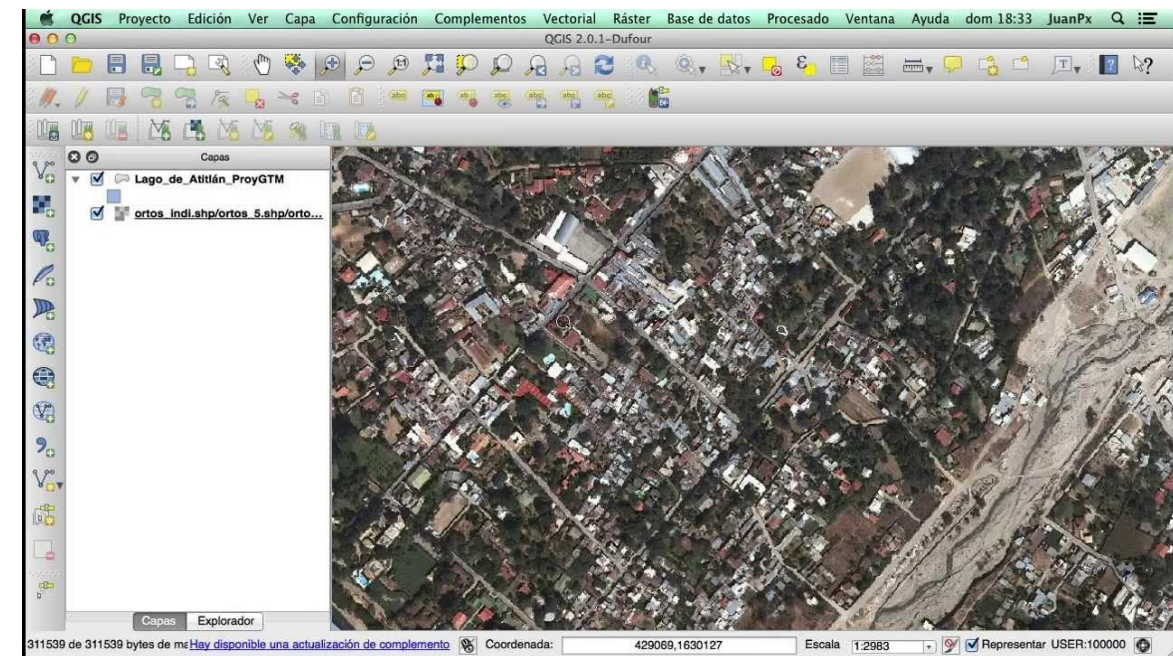 QGIS Proyecto Edición Ver Capa Configuración Complementos Vectorial Ráster Base de datos Procesado Ventana Ayuda dom 18:33 JuanPx
QGIS 2.0.1-Dufour
Capas
Lago_de_Atitlán_ProyGTM
ortos_indi.shp/ortos_5.shp/orto...
Capas Explorador
311539 de 311539 bytes de ma Hay disponible una actualización de complemento Coordenada: 429069,1630127 Escala 1:2983 Representar USER:100000